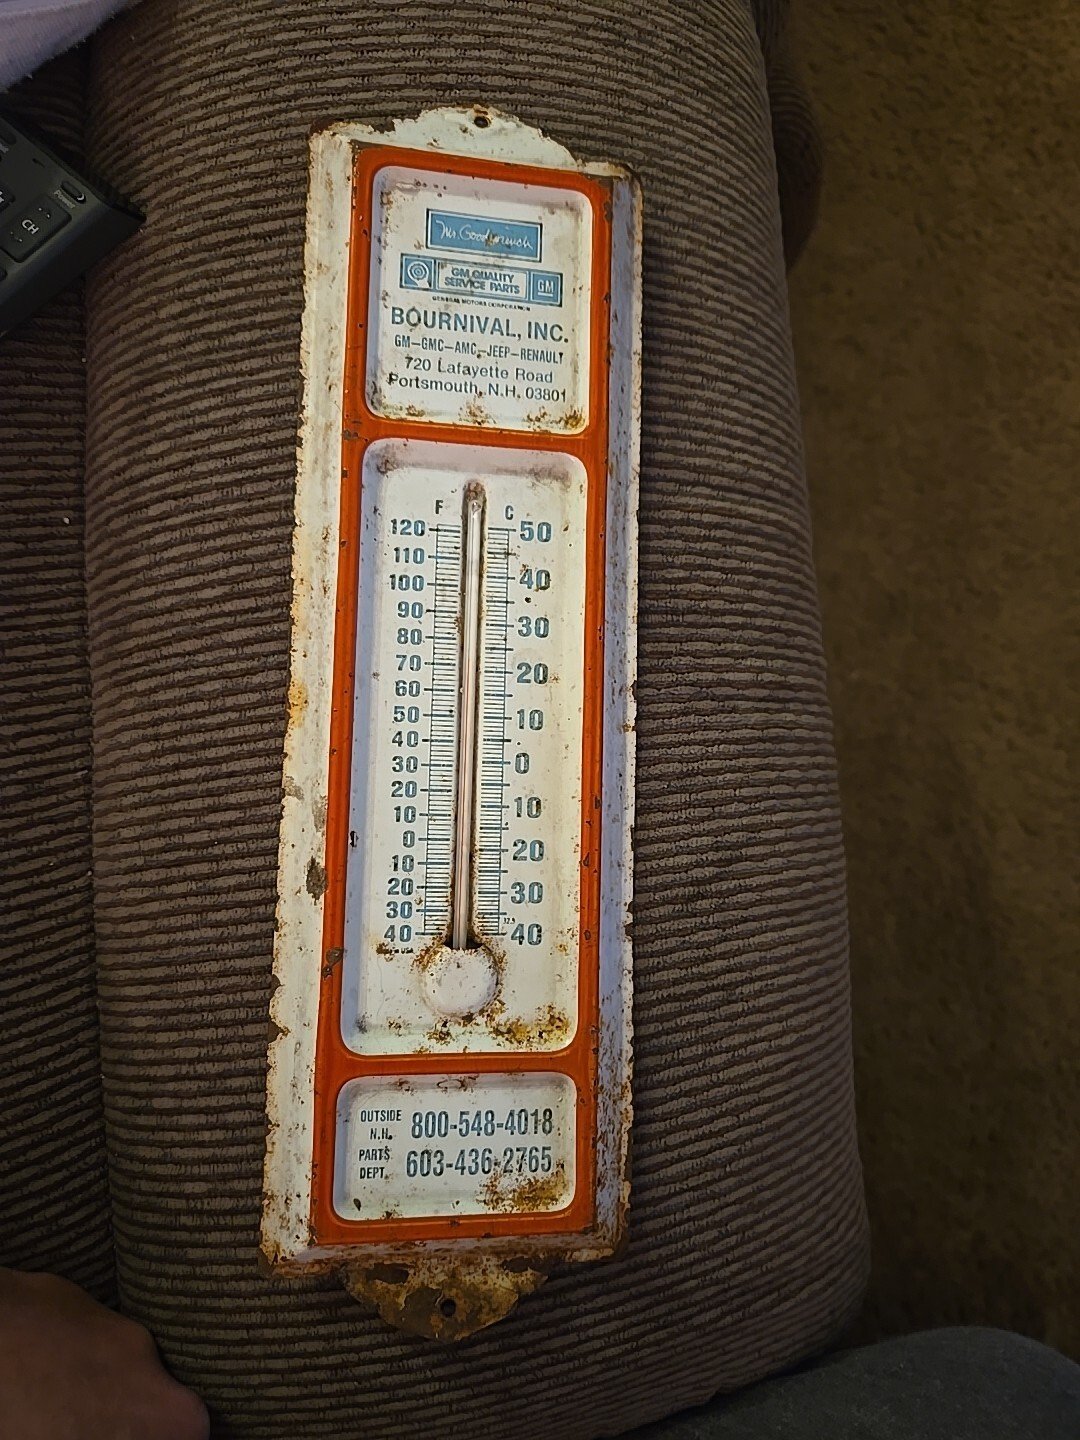 CH
Mr. Goodwrench
GM QUALITY
SERVICE PARTS
GM
GENERAL MOTORS CORPORATION
BOURNIVAL, INC.
GM–GMC–AMC–JEEP–RENAULT
720 Lafayette Road
Portsmouth, N.H. 03801
F C
120 50
110
100 40
90
80 30
70
60 20
50 10
40
30 0
20
10 10
0
10 20
20
30 30
40 40
OUTSIDE N.H. 800-548-4018
PARTS DEPT. 603-436-2765